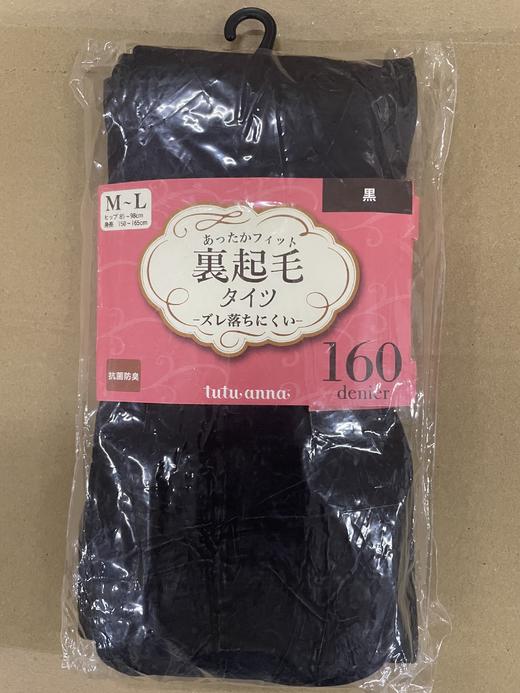 M~L
ヒップ 85~98cm
身長 150~165cm
黒
あったかフィット
裏起毛
タイツ
-ズレ落ちにくい-
抗菌防臭
160
denier
tutu anna